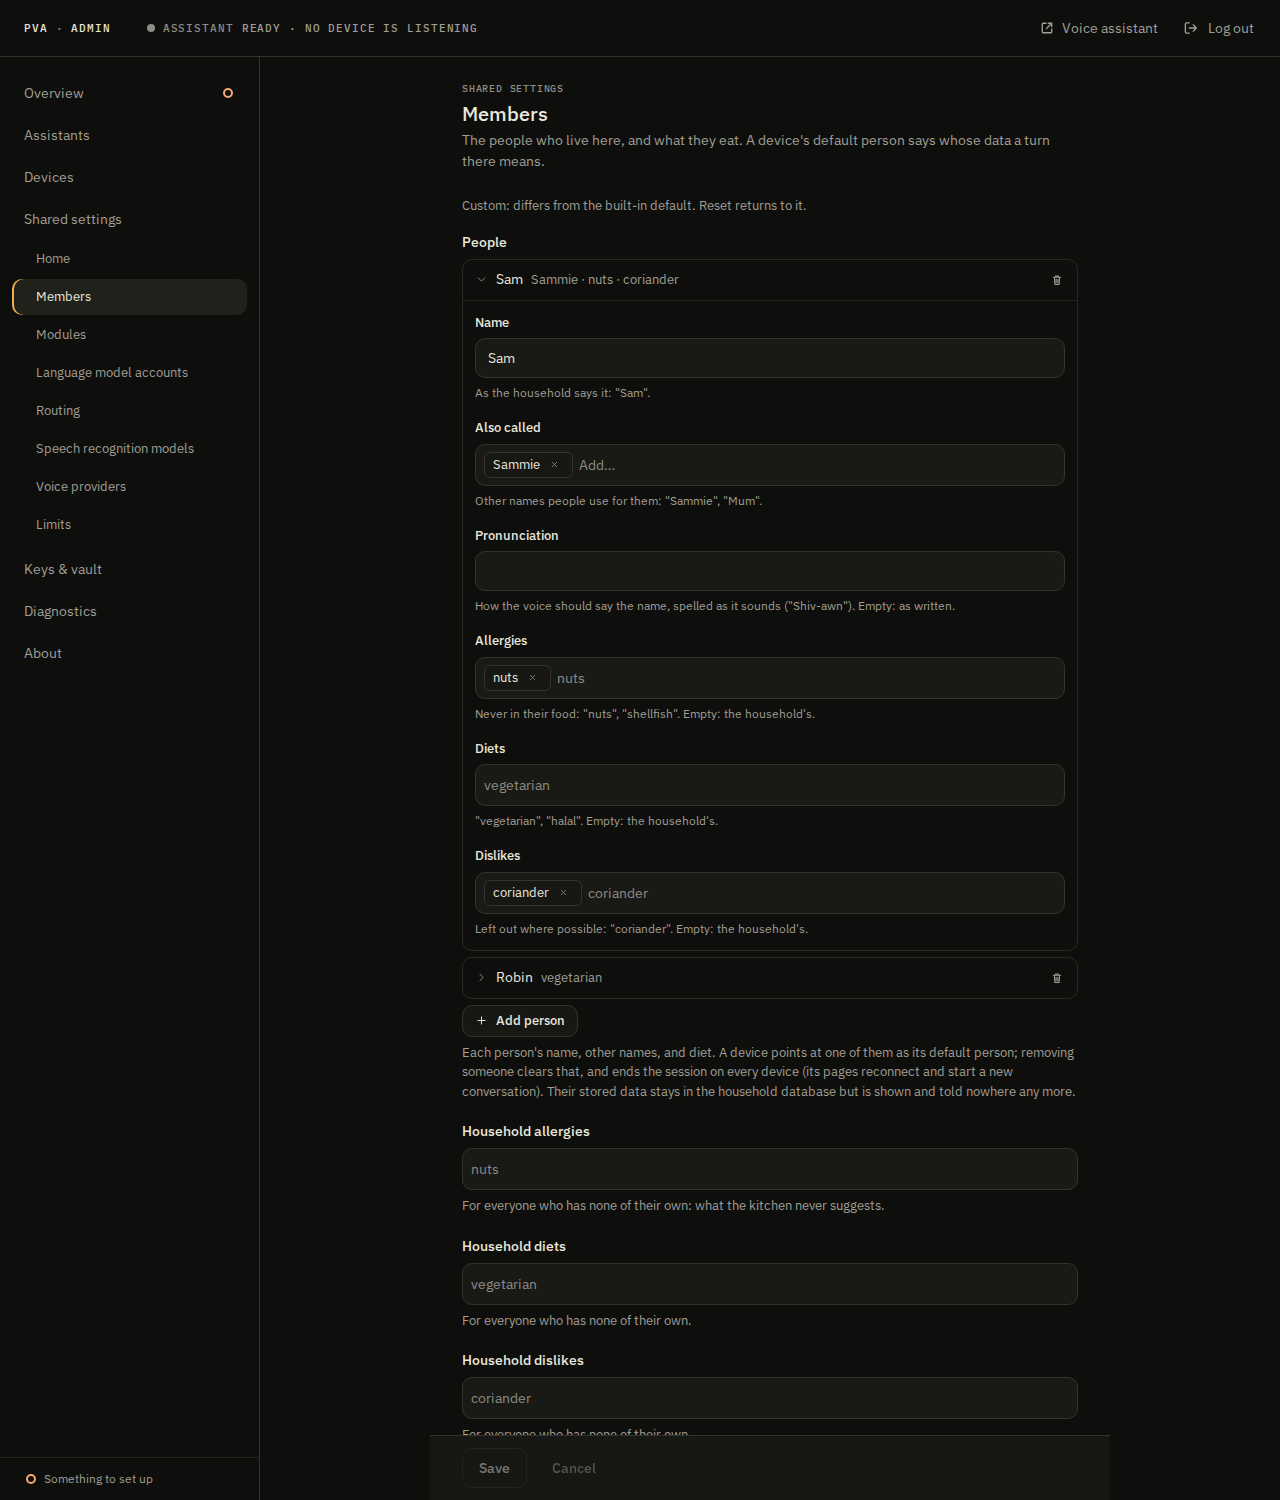 PVA · ADMIN
ASSISTANT READY · NO DEVICE IS LISTENING
Voice assistant
Log out
Overview
Assistants
Devices
Shared settings
Home
Members
Modules
Language model accounts
Routing
Speech recognition models
Voice providers
Limits
Keys & vault
Diagnostics
About
Something to set up
SHARED SETTINGS
Members
The people who live here, and what they eat. A device's default person says whose data a turn
there means.
Custom: differs from the built-in default. Reset returns to it.
People
Sam Sammie · nuts · coriander
Name
Sam
As the household says it: "Sam".
Also called
Sammie × Add...
Other names people use for them: "Sammie", "Mum".
Pronunciation
How the voice should say the name, spelled as it sounds ("Shiv-awn"). Empty: as written.
Allergies
nuts × nuts
Never in their food: "nuts", "shellfish". Empty: the household's.
Diets
vegetarian
"vegetarian", "halal". Empty: the household's.
Dislikes
coriander × coriander
Left out where possible: "coriander". Empty: the household's.
Robin vegetarian
+ Add person
Each person's name, other names, and diet. A device points at one of them as its default person; removing
someone clears that, and ends the session on every device (its pages reconnect and start a new
conversation). Their stored data stays in the household database but is shown and told nowhere any more.
Household allergies
nuts
For everyone who has none of their own: what the kitchen never suggests.
Household diets
vegetarian
For everyone who has none of their own.
Household dislikes
coriander
For everyone who has none of their own.
Save
Cancel